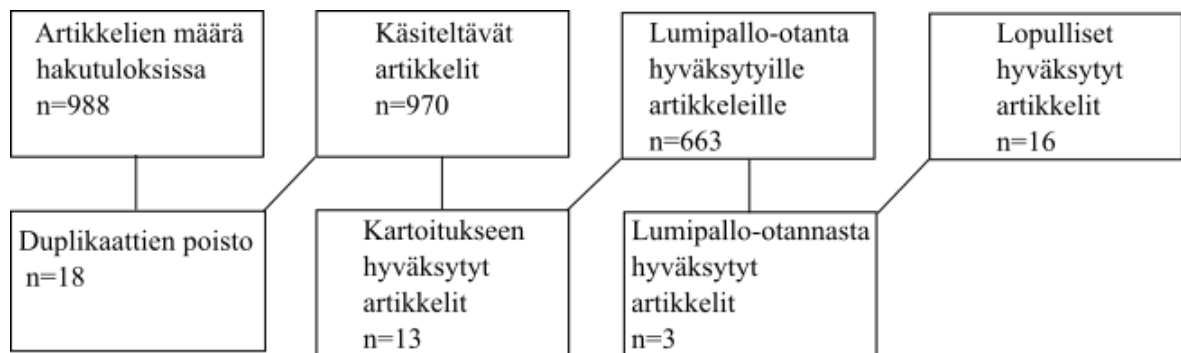 Artikkelien määrä
hakutuloksissa
n=988
Käsiteltävät
artikkelit
n=970
Lumipallo-otanta
hyväksytyille
artikkeleille
n=663
Lopulliset
hyväksytyt
artikkelit
n=16
Duplikaattien poisto
n=18
Kartoitukseen
hyväksytyt
artikkelit
n=13
Lumipallo-otannasta
hyväksytyt
artikkelit
n=3